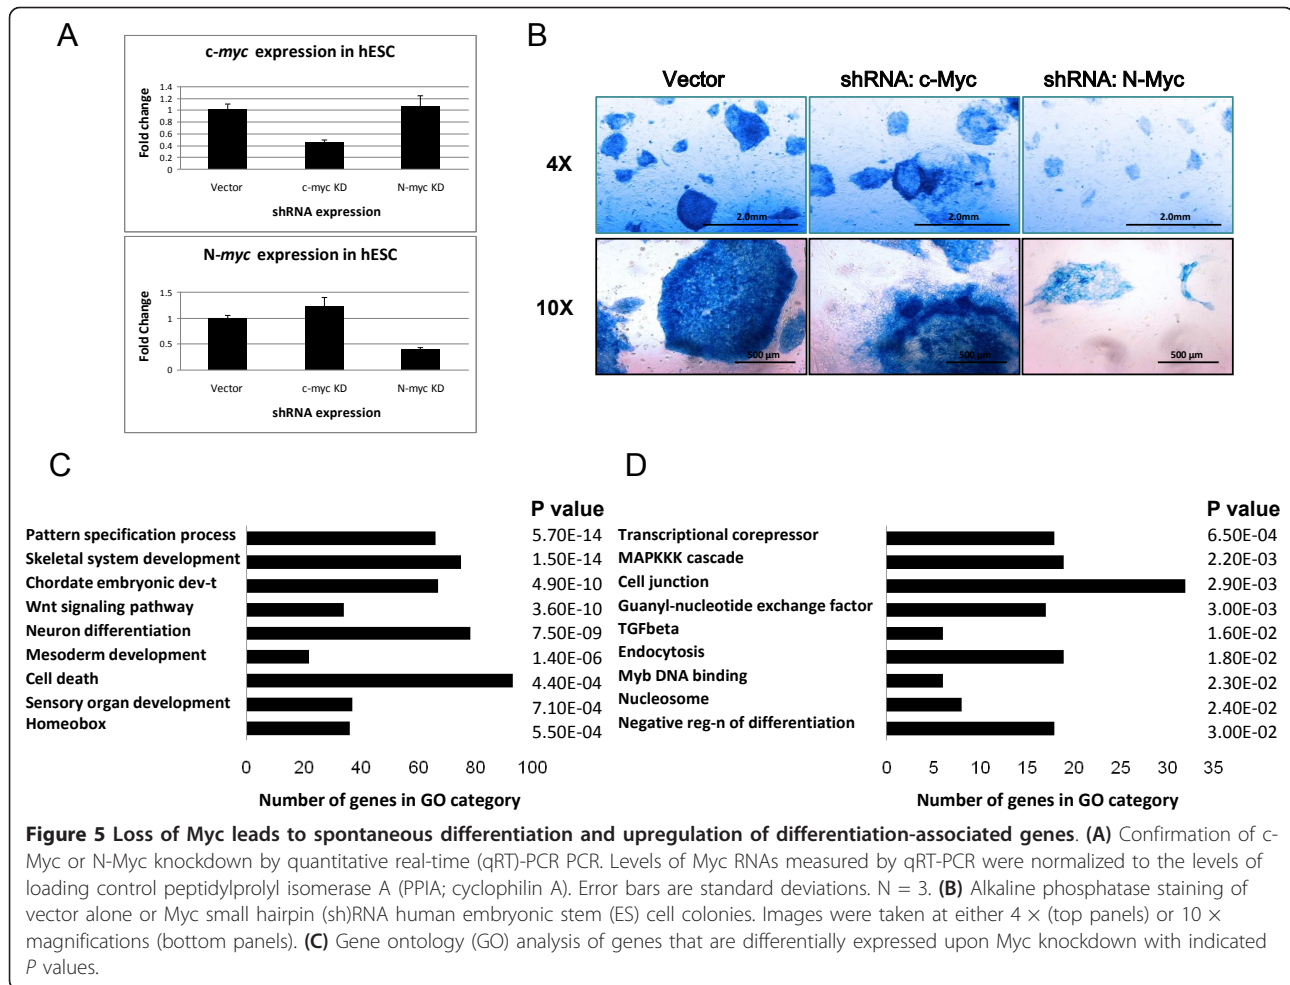 A
c-myc expression in hESC
Fold change
1.4
1.2
1
0.8
0.6
0.4
0.2
0
Vector
c-myc KD
N-myc KD
shRNA expression
N-myc expression in hESC
Fold Change
1.5
1
0.5
0
Vector
c-myc KD
N-myc KD
shRNA expression
B
Vector
shRNA: c-Myc
shRNA: N-Myc
4X
2.0mm
2.0mm
2.0mm
10X
500 µm
500 µm
500 µm
C
P value
Pattern specification process 5.70E-14
Skeletal system development 1.50E-14
Chordate embryonic dev-t 4.90E-10
Wnt signaling pathway 3.60E-10
Neuron differentiation 7.50E-09
Mesoderm development 1.40E-06
Cell death 4.40E-04
Sensory organ development 7.10E-04
Homeobox 5.50E-04
0 20 40 60 80 100
Number of genes in GO category
D
P value
Transcriptional corepressor 6.50E-04
MAPKKK cascade 2.20E-03
Cell junction 2.90E-03
Guanyl-nucleotide exchange factor 3.00E-03
TGFbeta 1.60E-02
Endocytosis 1.80E-02
Myb DNA binding 2.30E-02
Nucleosome 2.40E-02
Negative reg-n of differentiation 3.00E-02
0 5 10 15 20 25 30 35
Number of genes in GO category
Figure 5 Loss of Myc leads to spontaneous differentiation and upregulation of differentiation-associated genes. (A) Confirmation of c-
Myc or N-Myc knockdown by quantitative real-time (qRT)-PCR PCR. Levels of Myc RNAs measured by qRT-PCR were normalized to the levels of
loading control peptidylprolyl isomerase A (PPIA; cyclophilin A). Error bars are standard deviations. N = 3. (B) Alkaline phosphatase staining of
vector alone or Myc small hairpin (sh)RNA human embryonic stem (ES) cell colonies. Images were taken at either 4 × (top panels) or 10 ×
magnifications (bottom panels). (C) Gene ontology (GO) analysis of genes that are differentially expressed upon Myc knockdown with indicated
P values.